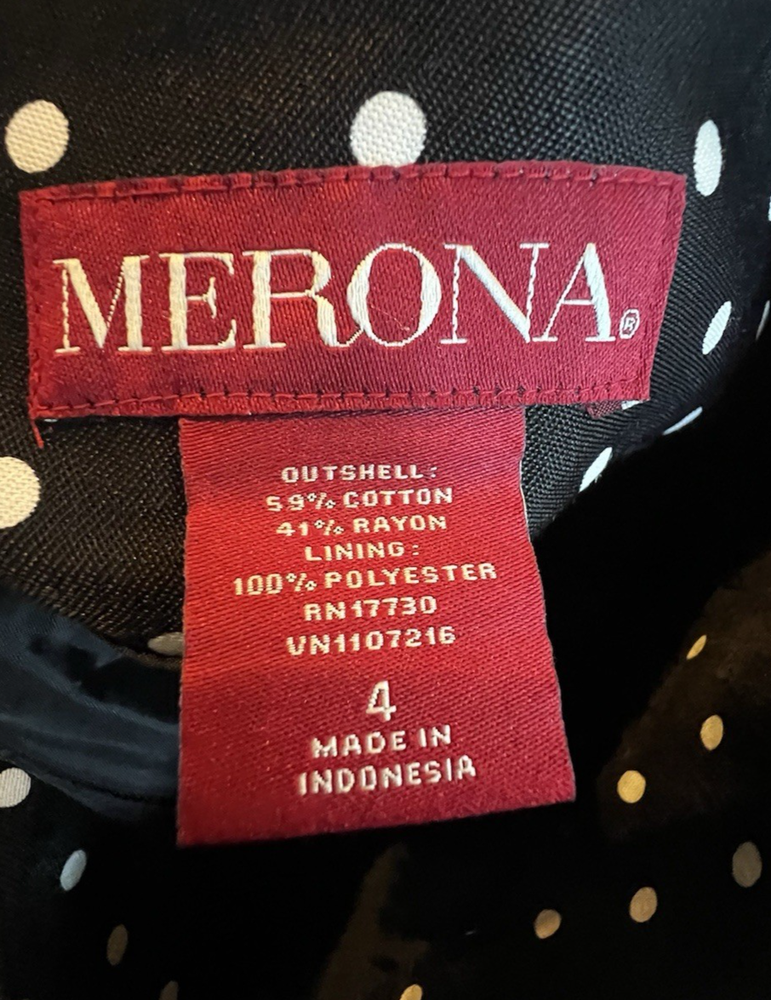 MERONA®
OUTSHELL:
59% COTTON
41% RAYON
LINING:
100% POLYESTER
RN17730
VN1107216
4
MADE IN
INDONESIA